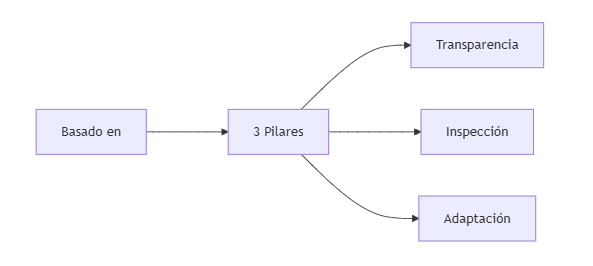 Basado en
3 Pilares
Transparencia
Inspección
Adaptación